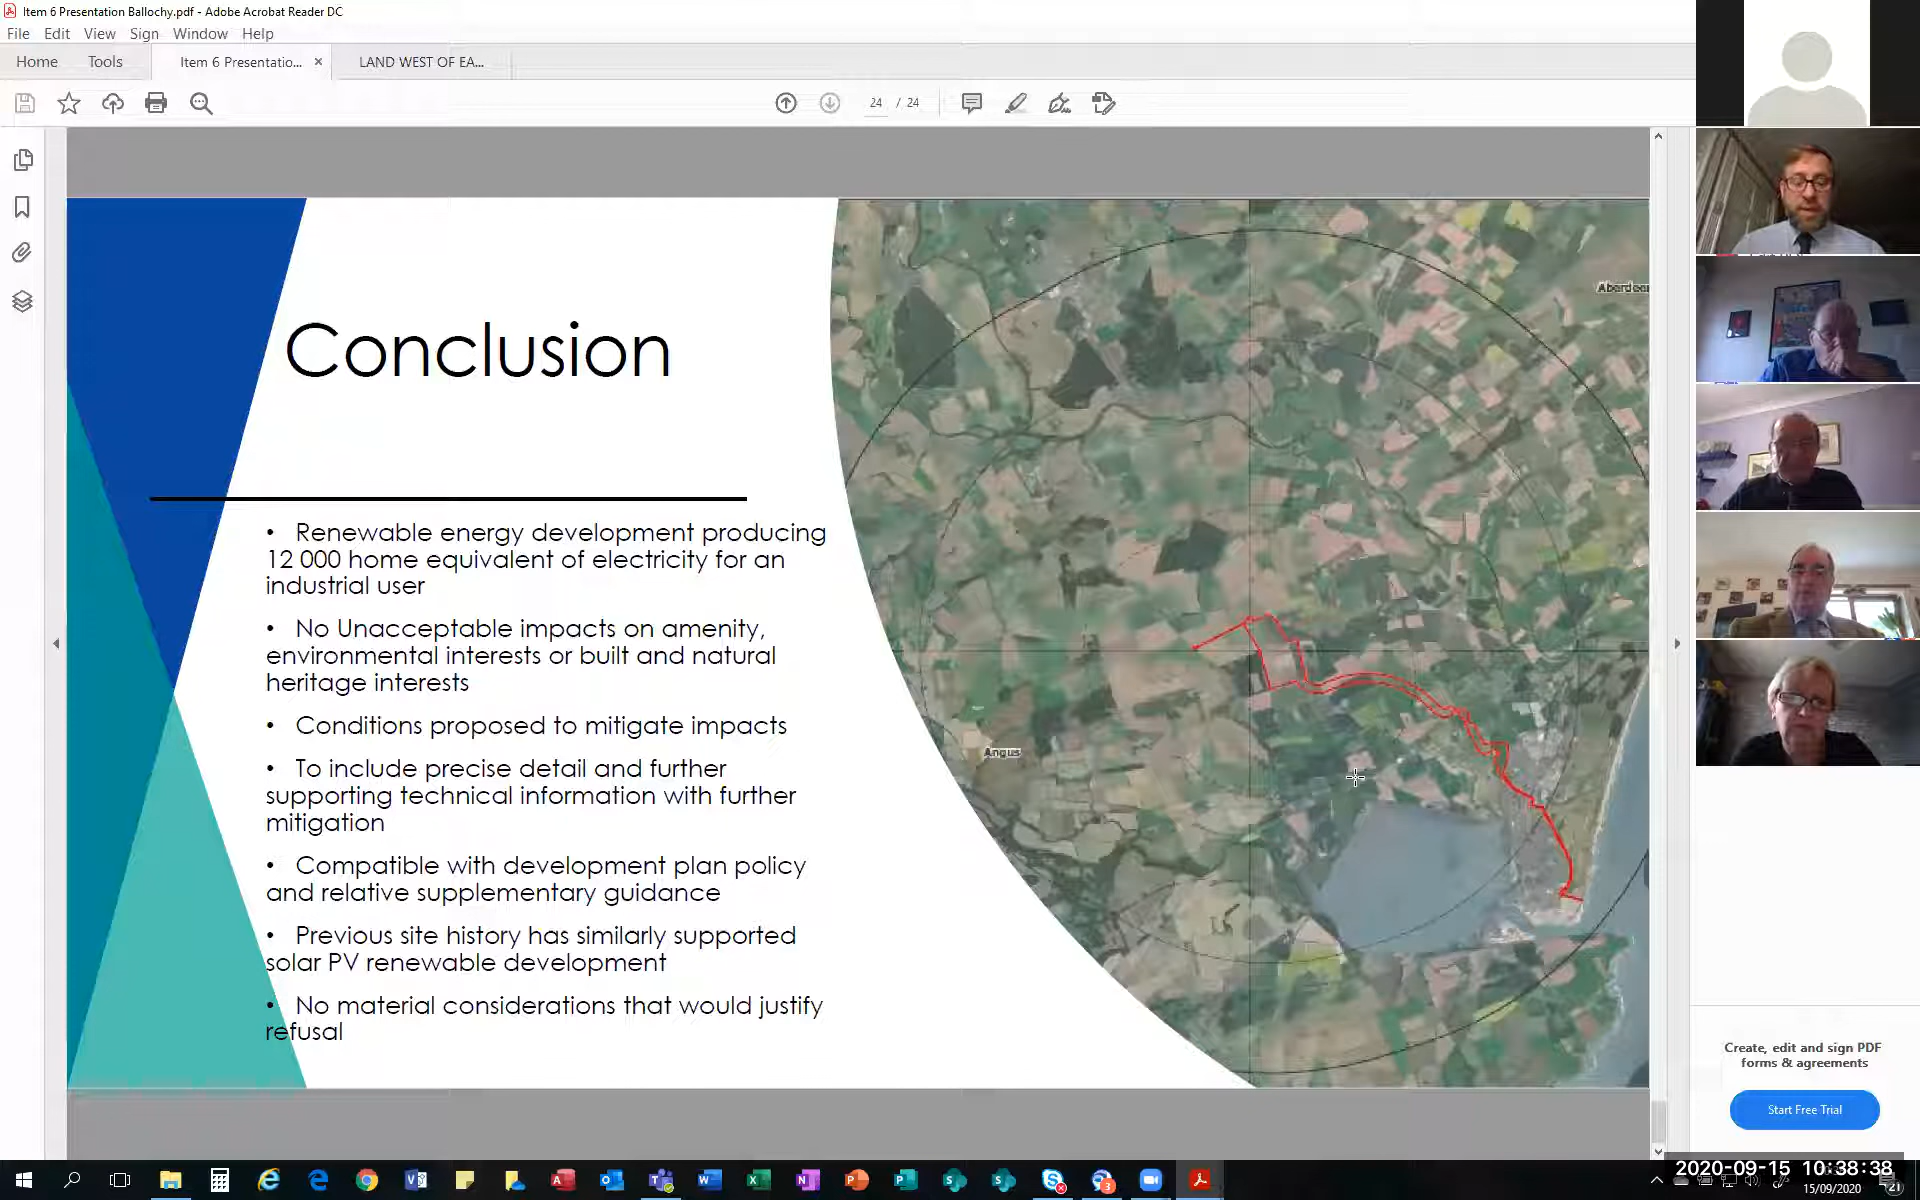 Item 6 Presentation Ballochy.pdf - Adobe Acrobat Reader DC
File Edit View Sign Window Help
Home Tools Item 6 Presentatio... × LAND WEST OF EA...
24 / 24
Conclusion
• Renewable energy development producing
12 000 home equivalent of electricity for an
industrial user
• No Unacceptable impacts on amenity,
environmental interests or built and natural
heritage interests
• Conditions proposed to mitigate impacts
• To include precise detail and further
supporting technical information with further
mitigation
• Compatible with development plan policy
and relative supplementary guidance
• Previous site history has similarly supported
solar PV renewable development
• No material considerations that would justify
refusal
Aberdeen
Angus
Create, edit and sign PDF
forms & agreements
Start Free Trial
2020-09-15 10:38:38
15/09/2020
21